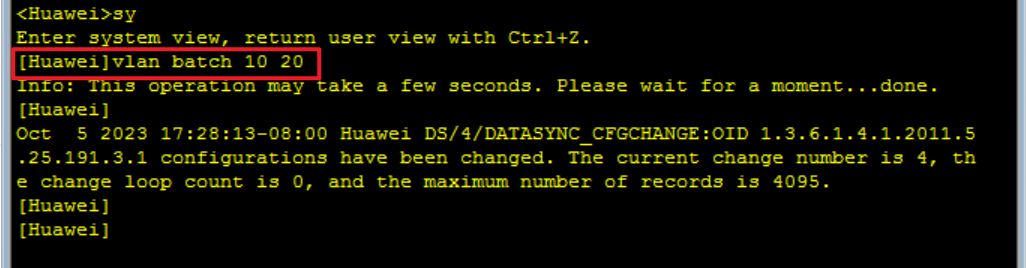 <Huawei>sy
Enter system view, return user view with Ctrl+Z.
[Huawei]vlan batch 10 20
Info: This operation may take a few seconds. Please wait for a moment...done.
[Huawei]
Oct  5 2023 17:28:13-08:00 Huawei DS/4/DATASYNC_CFGCHANGE:OID 1.3.6.1.4.1.2011.5
.25.191.3.1 configurations have been changed. The current change number is 4, th
e change loop count is 0, and the maximum number of records is 4095.
[Huawei]
[Huawei]